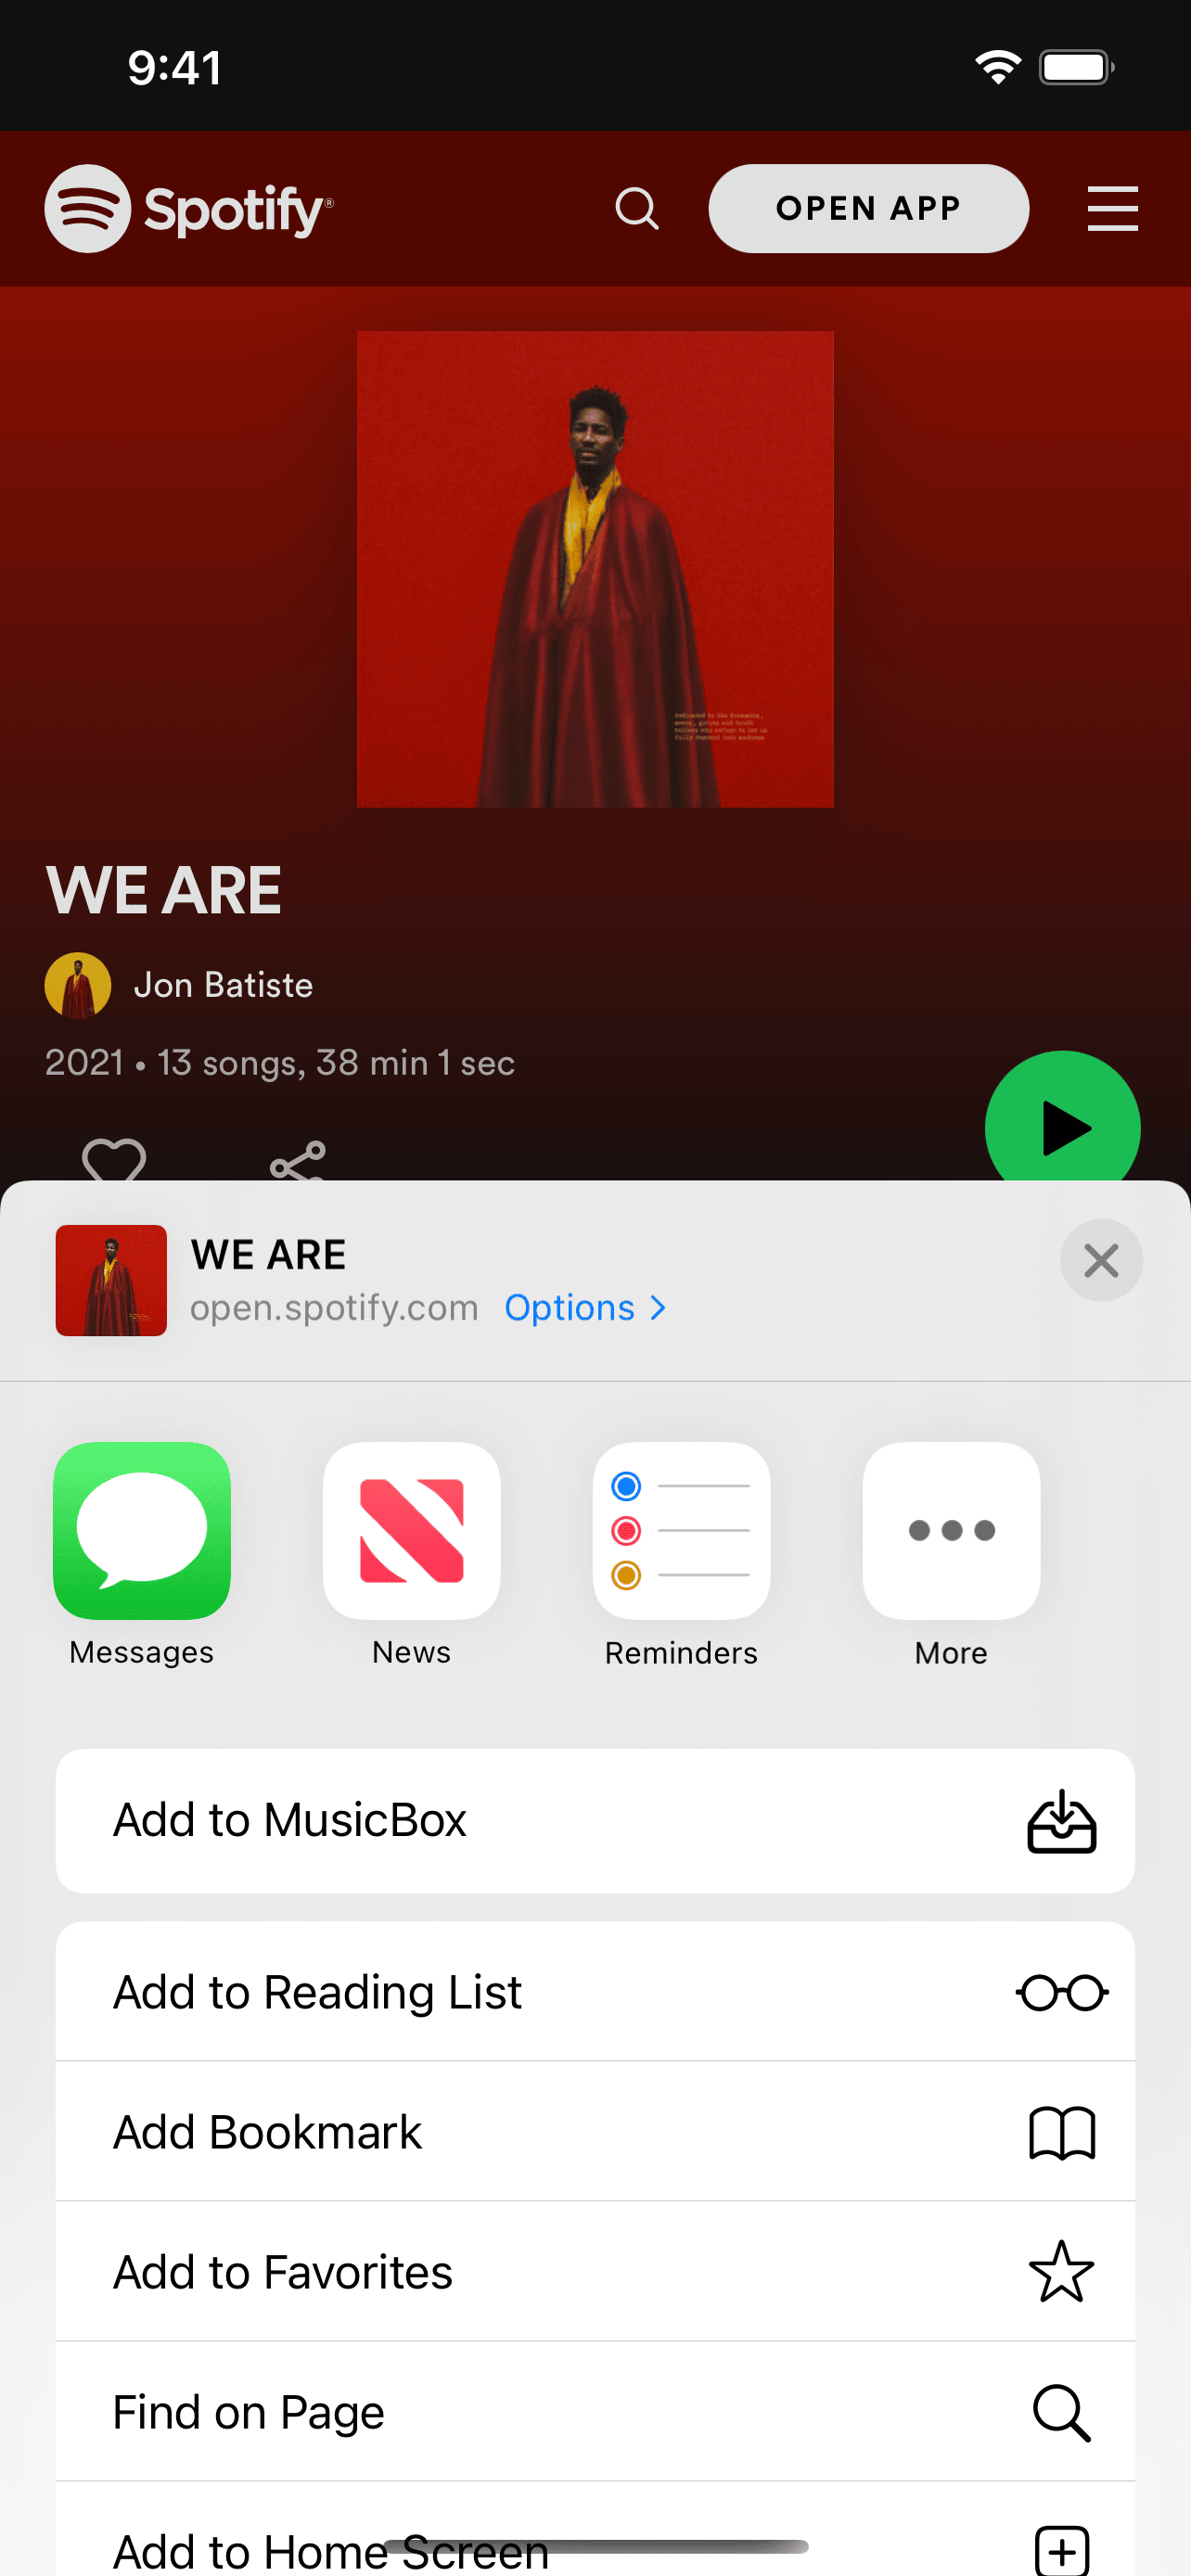 9:41
Spotify®
OPEN APP
WE ARE
Jon Batiste
2021 • 13 songs, 38 min 1 sec
WE ARE
open.spotify.com Options
Messages
News
Reminders
More
Add to MusicBox
Add to Reading List
Add Bookmark
Add to Favorites
Find on Page
Add to Home Screen